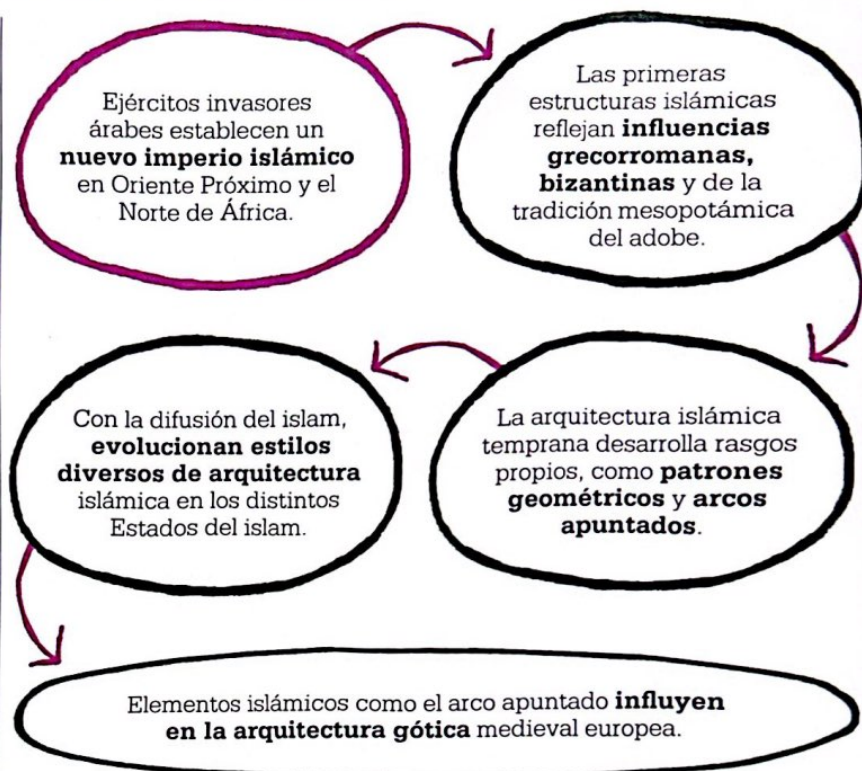 Ejércitos invasores
árabes establecen un
nuevo imperio islámico
en Oriente Próximo y el
Norte de África.
Las primeras
estructuras islámicas
reflejan influencias
grecorromanas,
bizantinas y de la
tradición mesopotámica
del adobe.
La arquitectura islámica
temprana desarrolla rasgos
propios, como patrones
geométricos y arcos
apuntados.
Con la difusión del islam,
evolucionan estilos
diversos de arquitectura
islámica en los distintos
Estados del islam.
Elementos islámicos como el arco apuntado influyen
en la arquitectura gótica medieval europea.